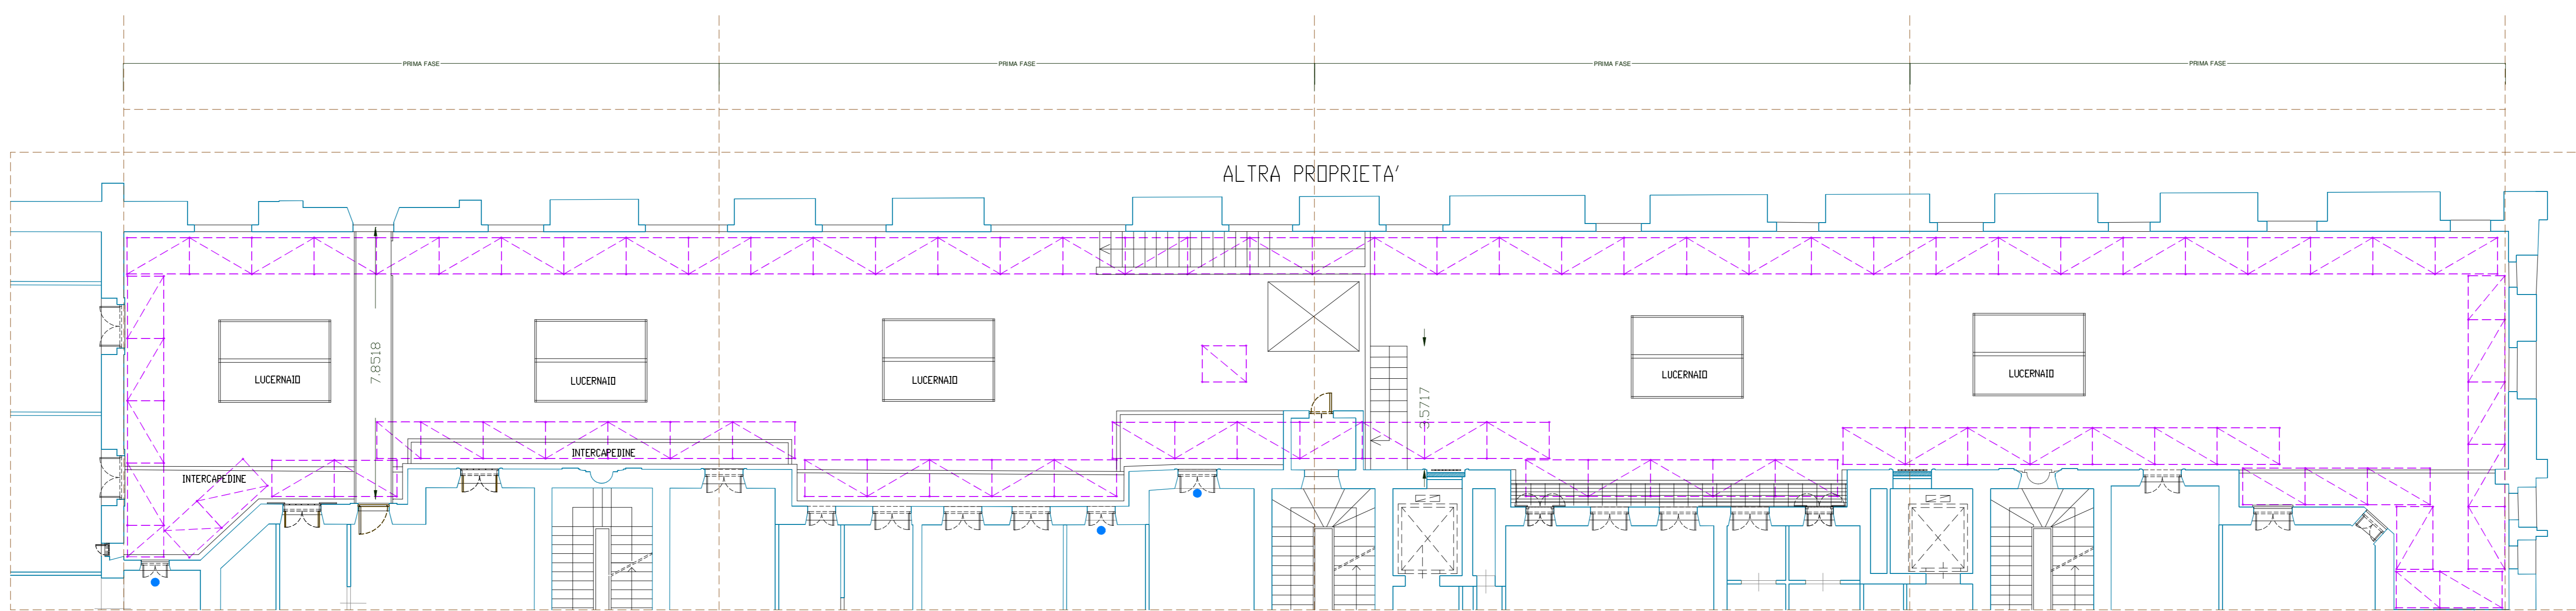 PRIMA FASE
PRIMA FASE
PRIMA FASE
PRIMA FASE
ALTRA PROPRIETA'
7.8518
LUCERNAIO
LUCERNAIO
LUCERNAIO
LUCERNAIO
LUCERNAIO
.5717
INTERCAPEDINE
INTERCAPEDINE